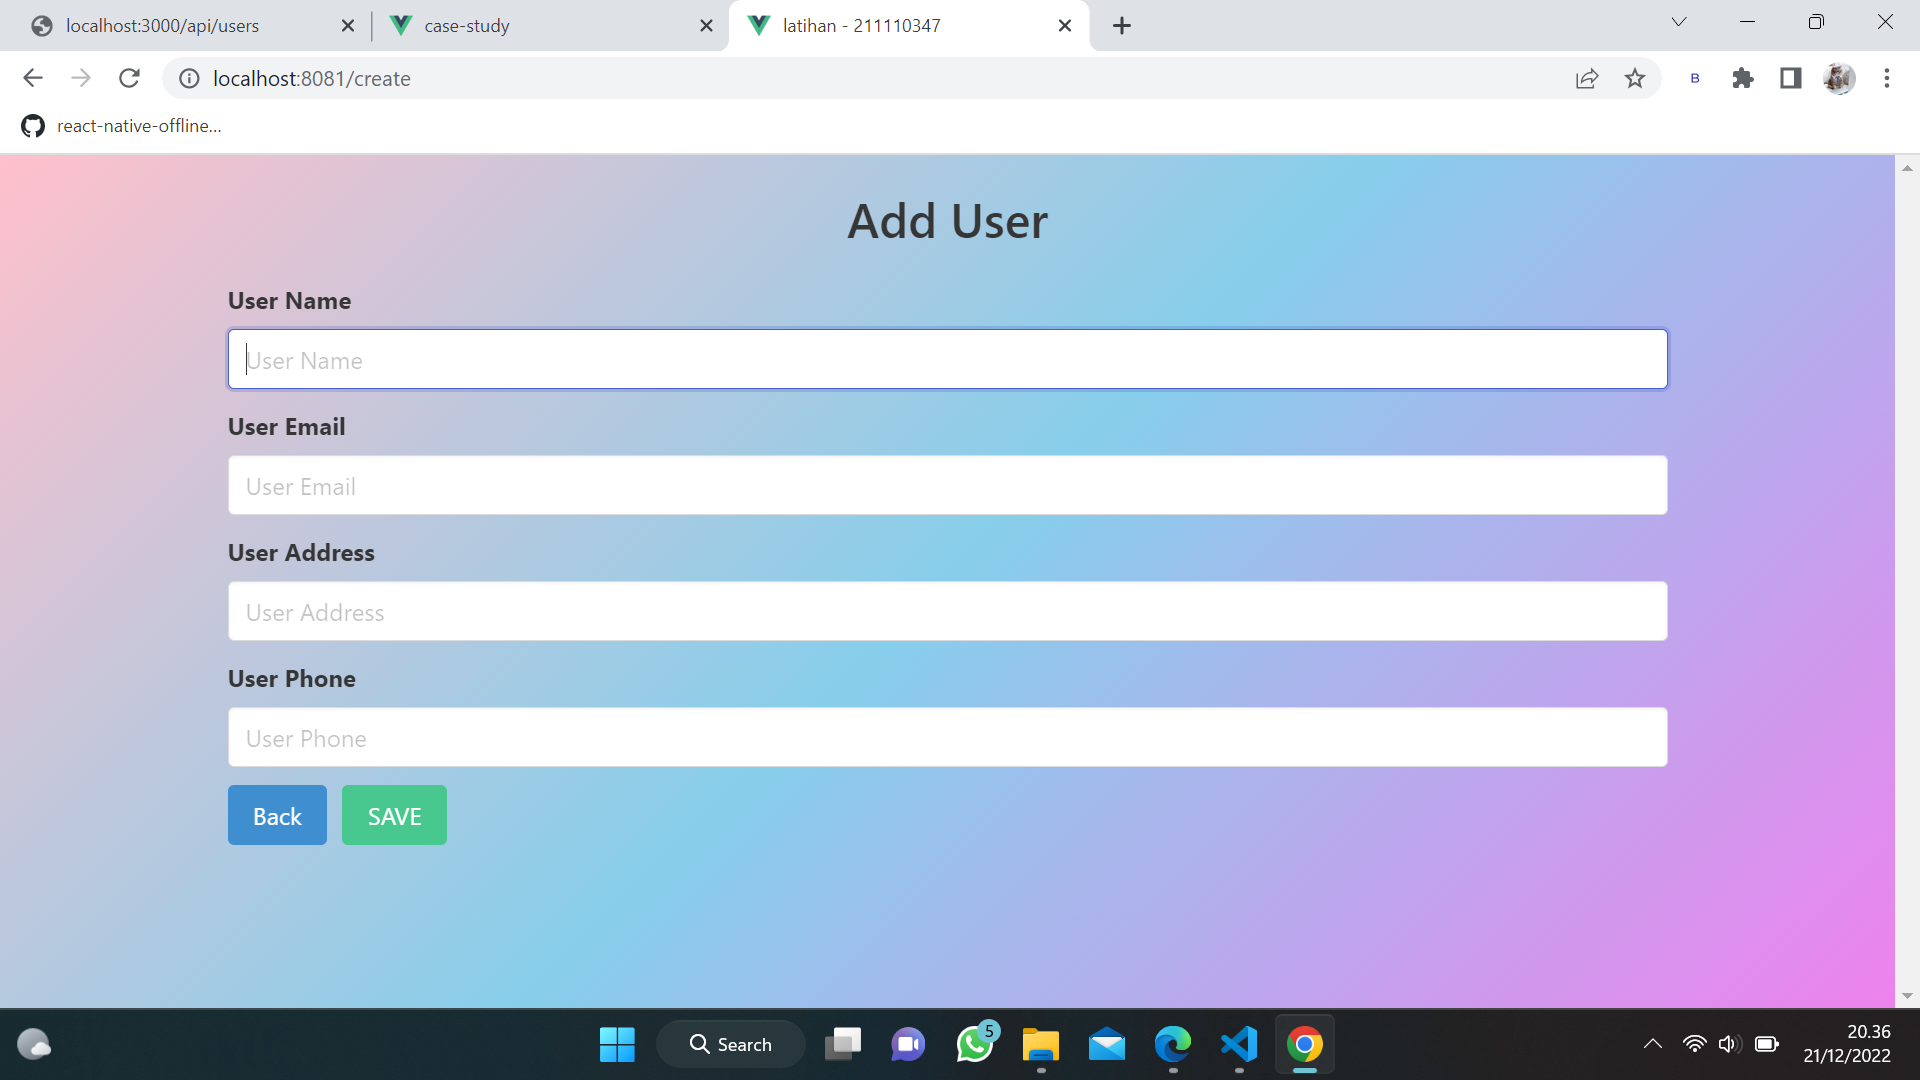 localhost:3000/api/users
case-study
latihan - 211110347
localhost:8081/create
B
react-native-offline...
Add User
User Name
User Name
User Email
User Email
User Address
User Address
User Phone
User Phone
Back
SAVE
Search
5
20.36
21/12/2022